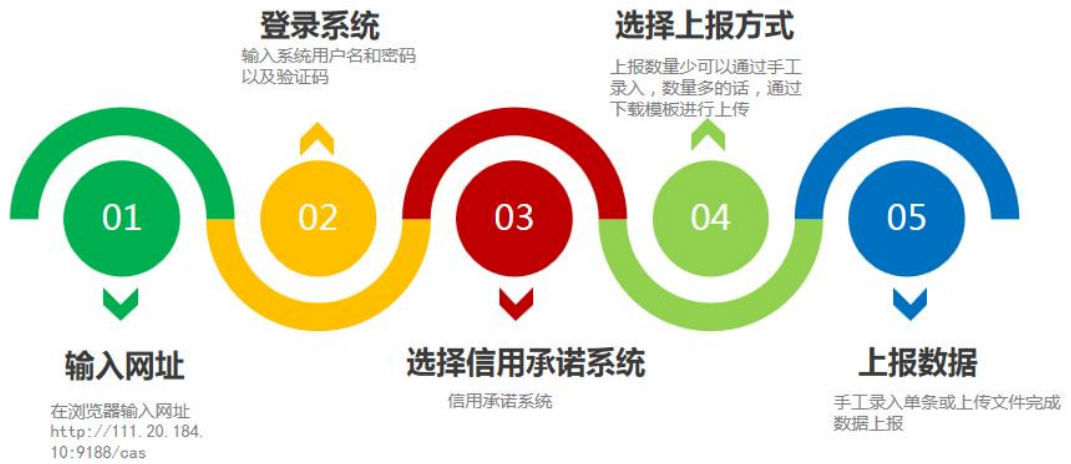 登录系统
输入系统用户名和密码
以及验证码
选择上报方式
上报数量少可以通过手工
录入，数量多的话，通过
下载模板进行上传
01
02
03
04
05
输入网址
在浏览器输入网址
http://111.20.184.
10:9188/cas
选择信用承诺系统
信用承诺系统
上报数据
手工录入单条或上传文件完成
数据上报